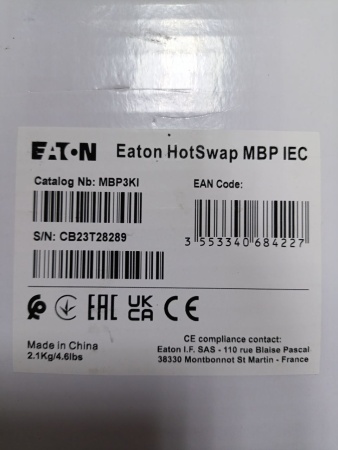 EATON Eaton HotSwap MBP IEC
Catalog Nb: MBP3KI
EAN Code:
3 553340 684227
S/N: CB23T28289
EAC UK CA CE
Made in China
2.1Kg/4.6lbs
CE compliance contact:
Eaton I.F. SAS - 110 rue Blaise Pascal
38330 Montbonnot St Martin - France